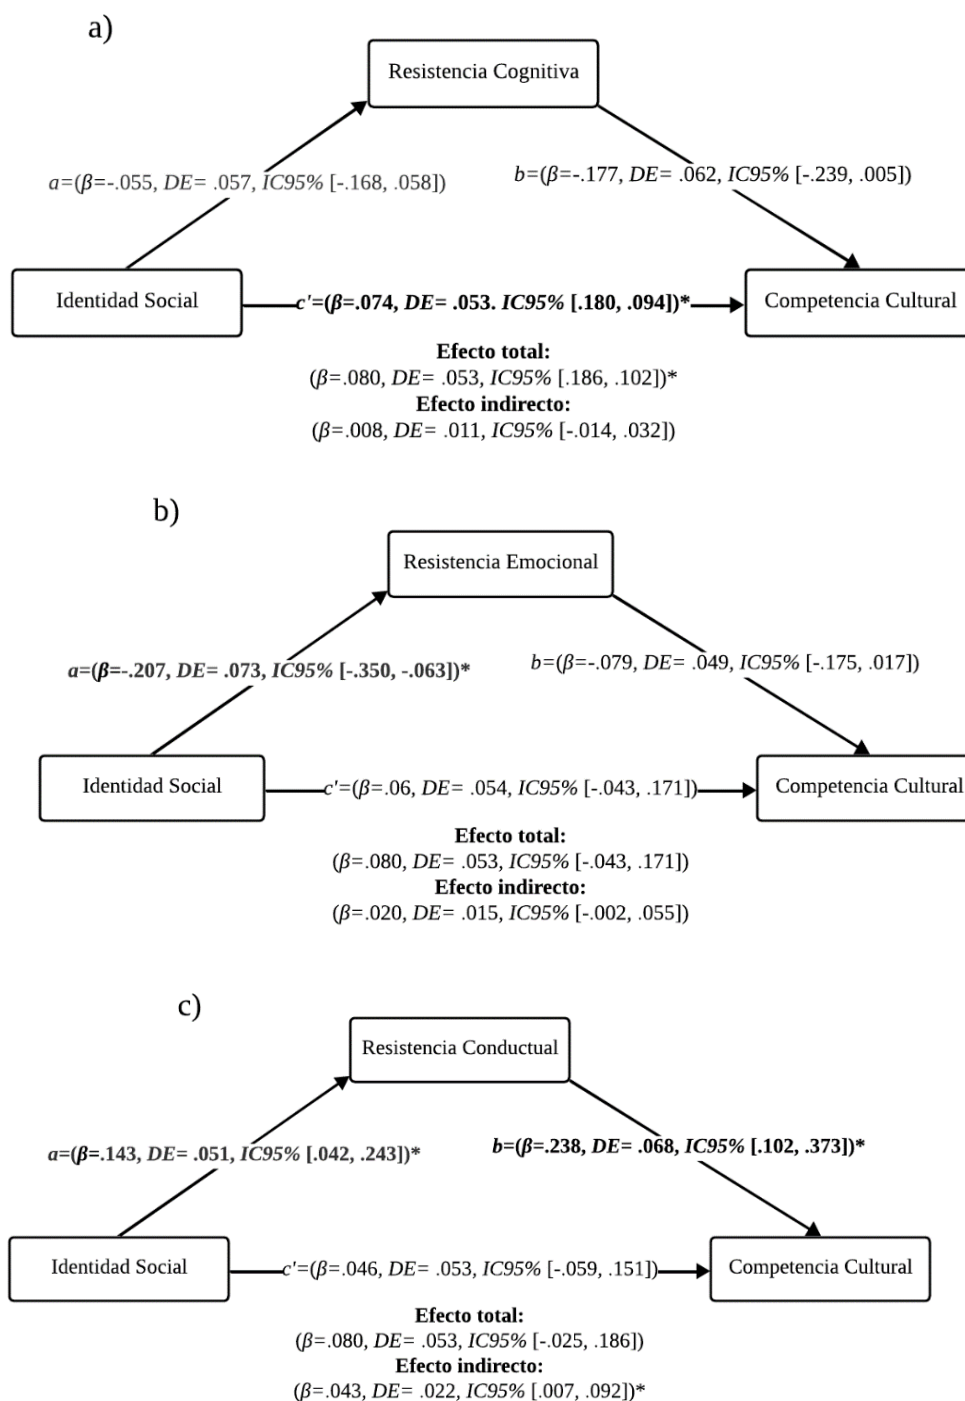 a)
Resistencia Cognitiva
a=(β=-.055, DE= .057, IC95% [-.168, .058])
b=(β=-.177, DE= .062, IC95% [-.239, .005])
Identidad Social
c'=(β=.074, DE= .053. IC95% [.180, .094])*
Competencia Cultural
Efecto total:
(β=.080, DE= .053, IC95% [.186, .102])*
Efecto indirecto:
(β=.008, DE= .011, IC95% [-.014, .032])
b)
Resistencia Emocional
a=(β=-.207, DE= .073, IC95% [-.350, -.063])*
b=(β=-.079, DE= .049, IC95% [-.175, .017])
Identidad Social
c'=(β=.06, DE= .054, IC95% [-.043, .171])
Competencia Cultural
Efecto total:
(β=.080, DE= .053, IC95% [-.043, .171])
Efecto indirecto:
(β=.020, DE= .015, IC95% [-.002, .055])
c)
Resistencia Conductual
a=(β=.143, DE= .051, IC95% [.042, .243])*
b=(β=.238, DE= .068, IC95% [.102, .373])*
Identidad Social
c'=(β=.046, DE= .053, IC95% [-.059, .151])
Competencia Cultural
Efecto total:
(β=.080, DE= .053, IC95% [-.025, .186])
Efecto indirecto:
(β=.043, DE= .022, IC95% [.007, .092])*